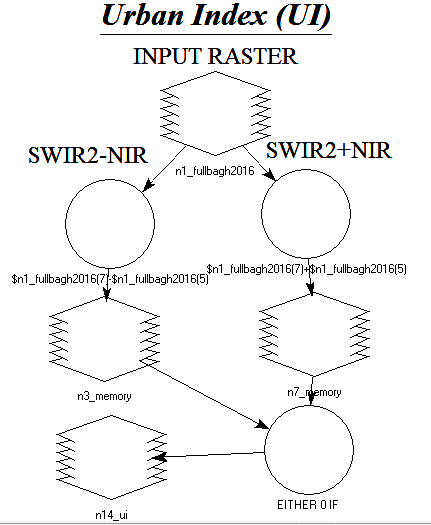 Urban Index (UI)
INPUT RASTER
SWIR2-NIR
SWIR2+NIR
n1_fullbagh2016
$n1_fullbagh2016(7)-$n1_fullbagh2016(5)
$n1_fullbagh2016(7)+$n1_fullbagh2016(5)
n3_memory
n7_memory
EITHER 0 IF
n14_ui